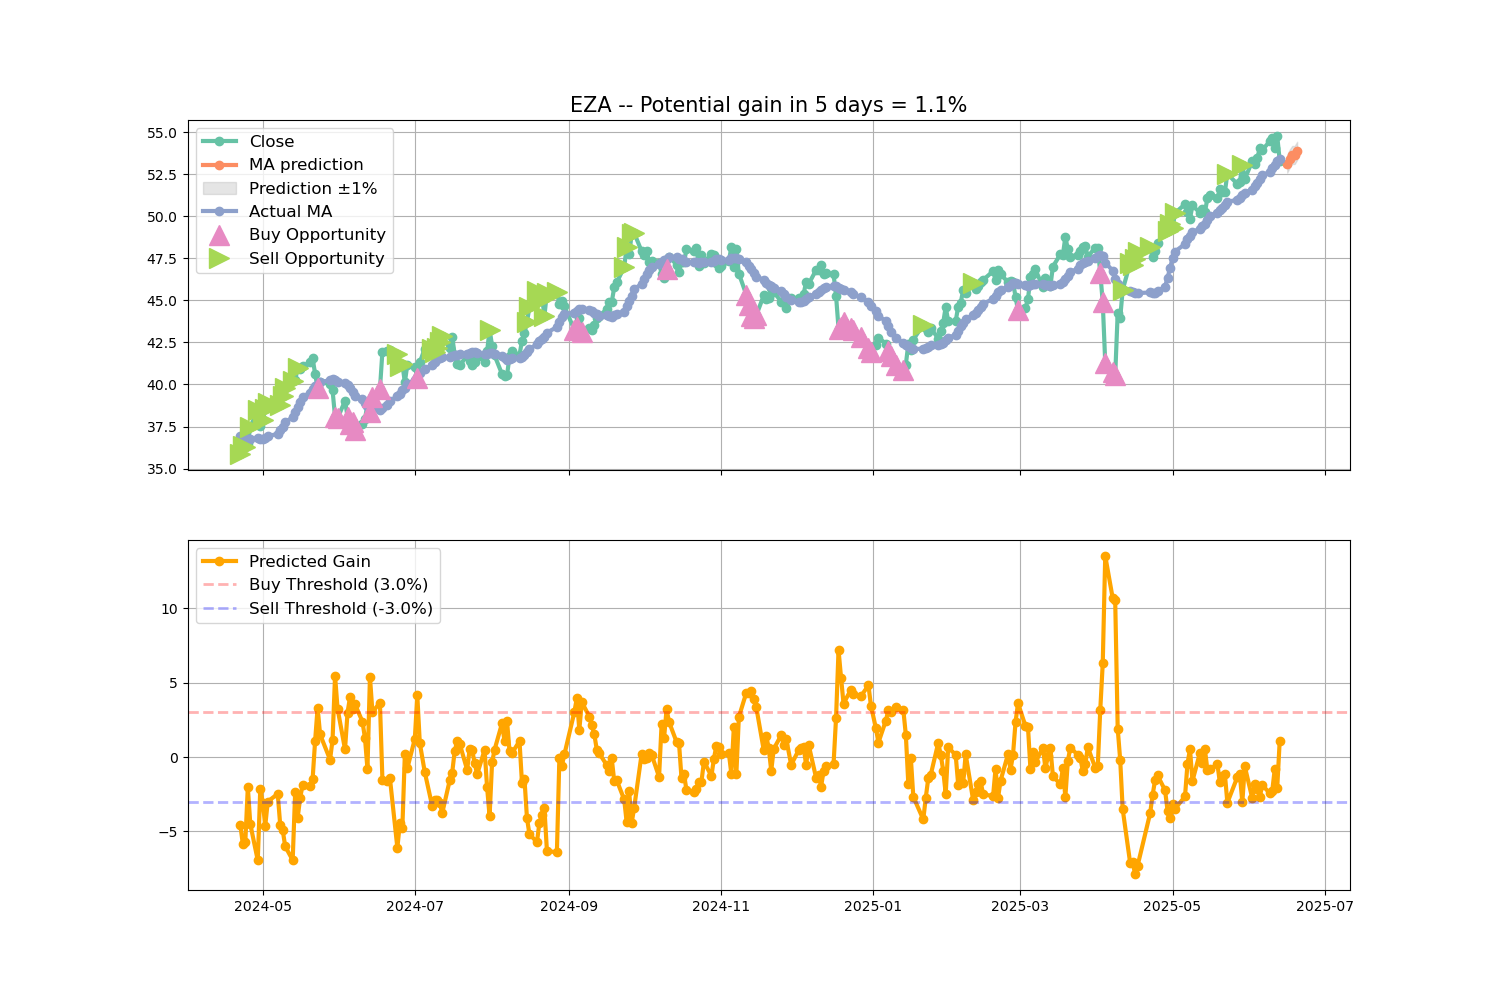 EZA -- Potential gain in 5 days = 1.1%
55.0
52.5
50.0
47.5
45.0
42.5
40.0
37.5
35.0
Close
MA prediction
Prediction ±1%
Actual MA
Buy Opportunity
Sell Opportunity
10
5
0
−5
Predicted Gain
Buy Threshold (3.0%)
Sell Threshold (-3.0%)
2024-05 2024-07 2024-09 2024-11 2025-01 2025-03 2025-05 2025-07